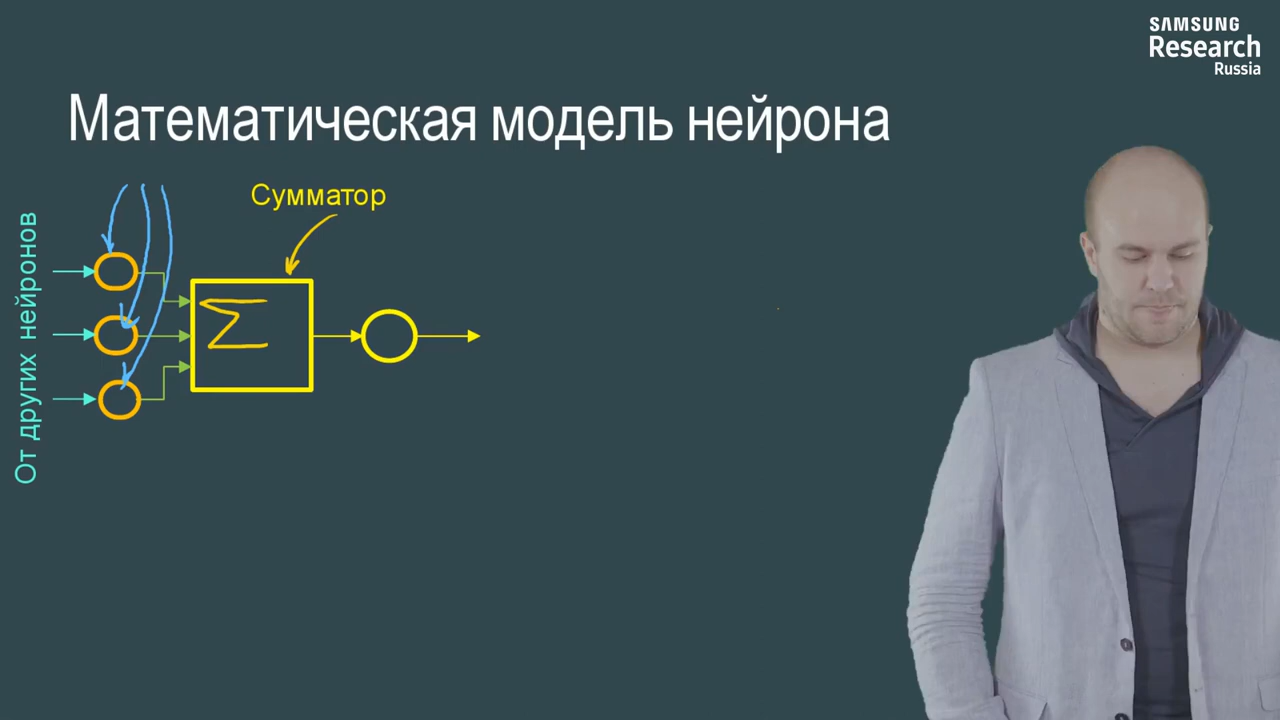 SAMSUNG
Research
Russia
Математическая модель нейрона
Сумматор
От других нейронов
Σ